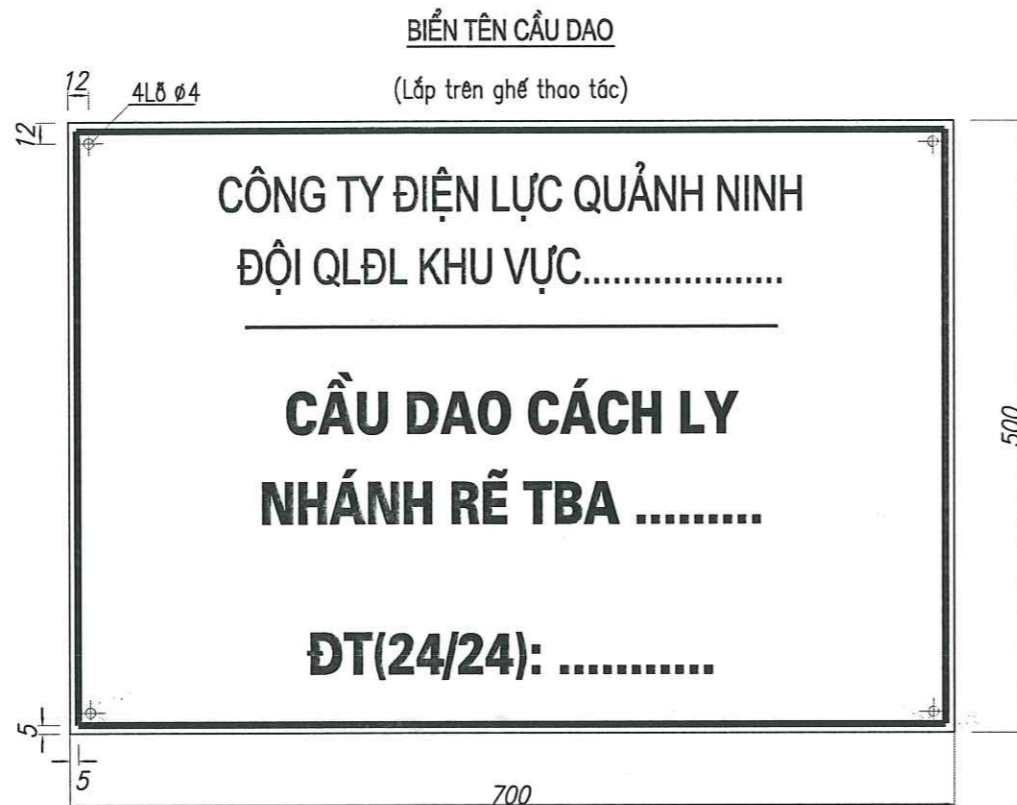 BIỂN TÊN CẦU DAO
(Lắp trên ghế thao tác)
12
4Lỗ ø4
12
CÔNG TY ĐIỆN LỰC QUẢNH NINH
ĐỘI QLĐL KHU VỰC....................
CẦU DAO CÁCH LY
NHÁNH RẼ TBA .........
ĐT(24/24): ...........
500
5
5
700